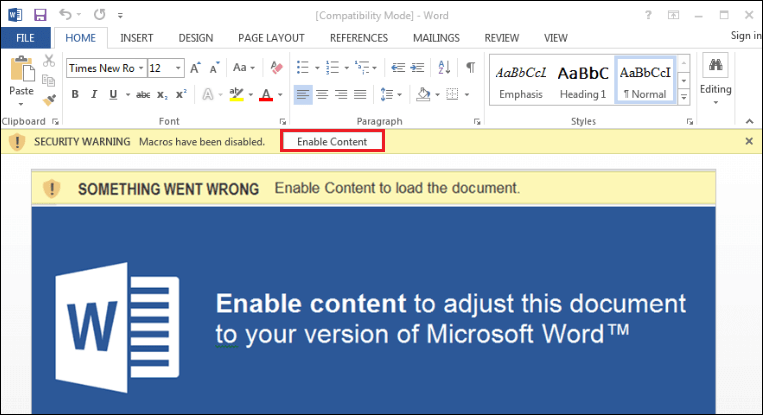 [Compatibility Mode] - Word
Sign in
FILE HOME INSERT DESIGN PAGE LAYOUT REFERENCES MAILINGS REVIEW VIEW
Times New Ro 12 Aa
AaBbCcI AaBbC AaBbCcI
Paste B I U abc x₂ x² A ab A Emphasis Heading 1 ¶ Normal Editing
Clipboard Font Paragraph Styles
SECURITY WARNING Macros have been disabled. Enable Content
SOMETHING WENT WRONG Enable Content to load the document.
W
Enable content to adjust this document
to your version of Microsoft Word™